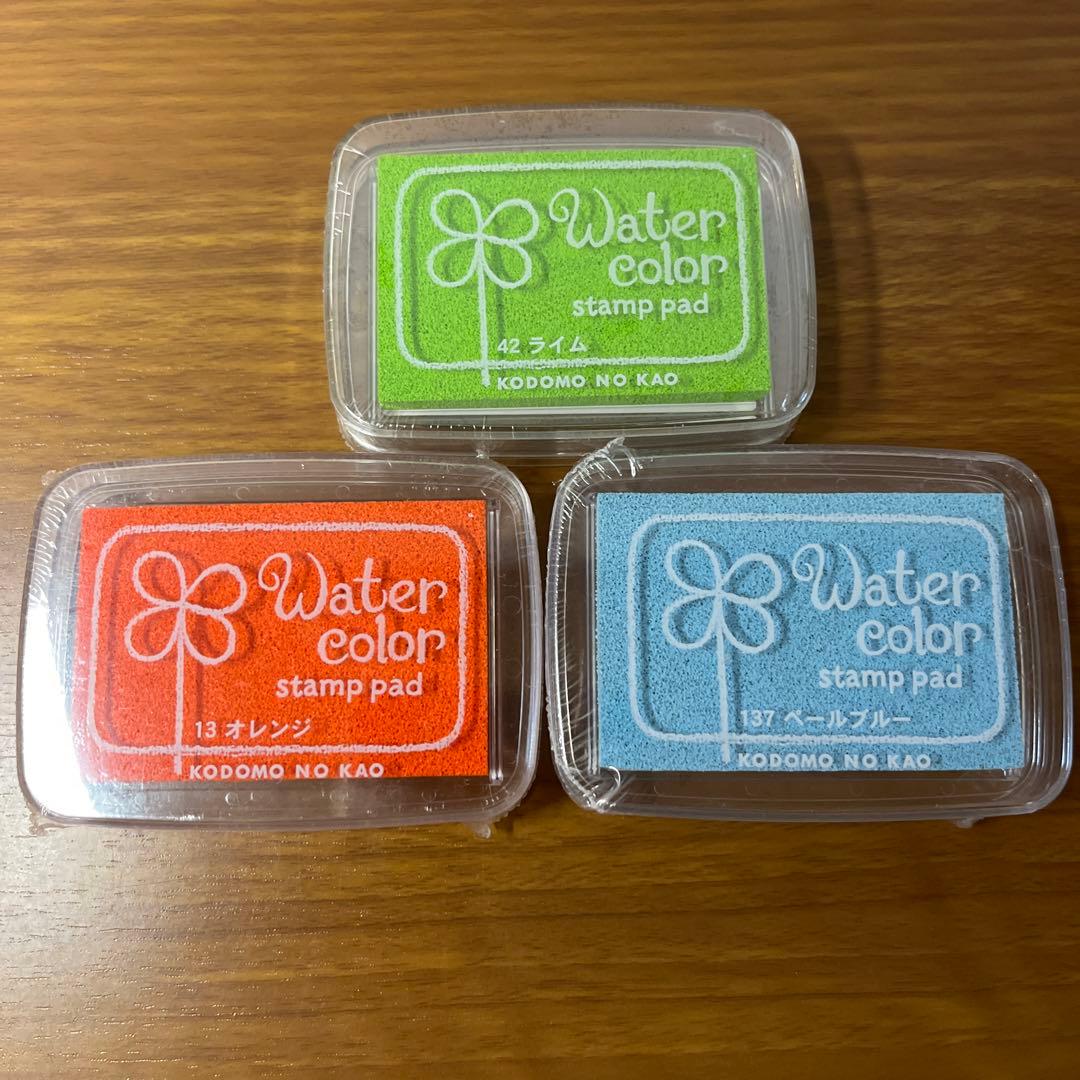 Water
color
stamp pad
42 ライム
KODOMO NO KAO
Water
color
stamp pad
13 オレンジ
KODOMO NO KAO
Water
color
stamp pad
137 ペールブルー
KODOMO NO KAO